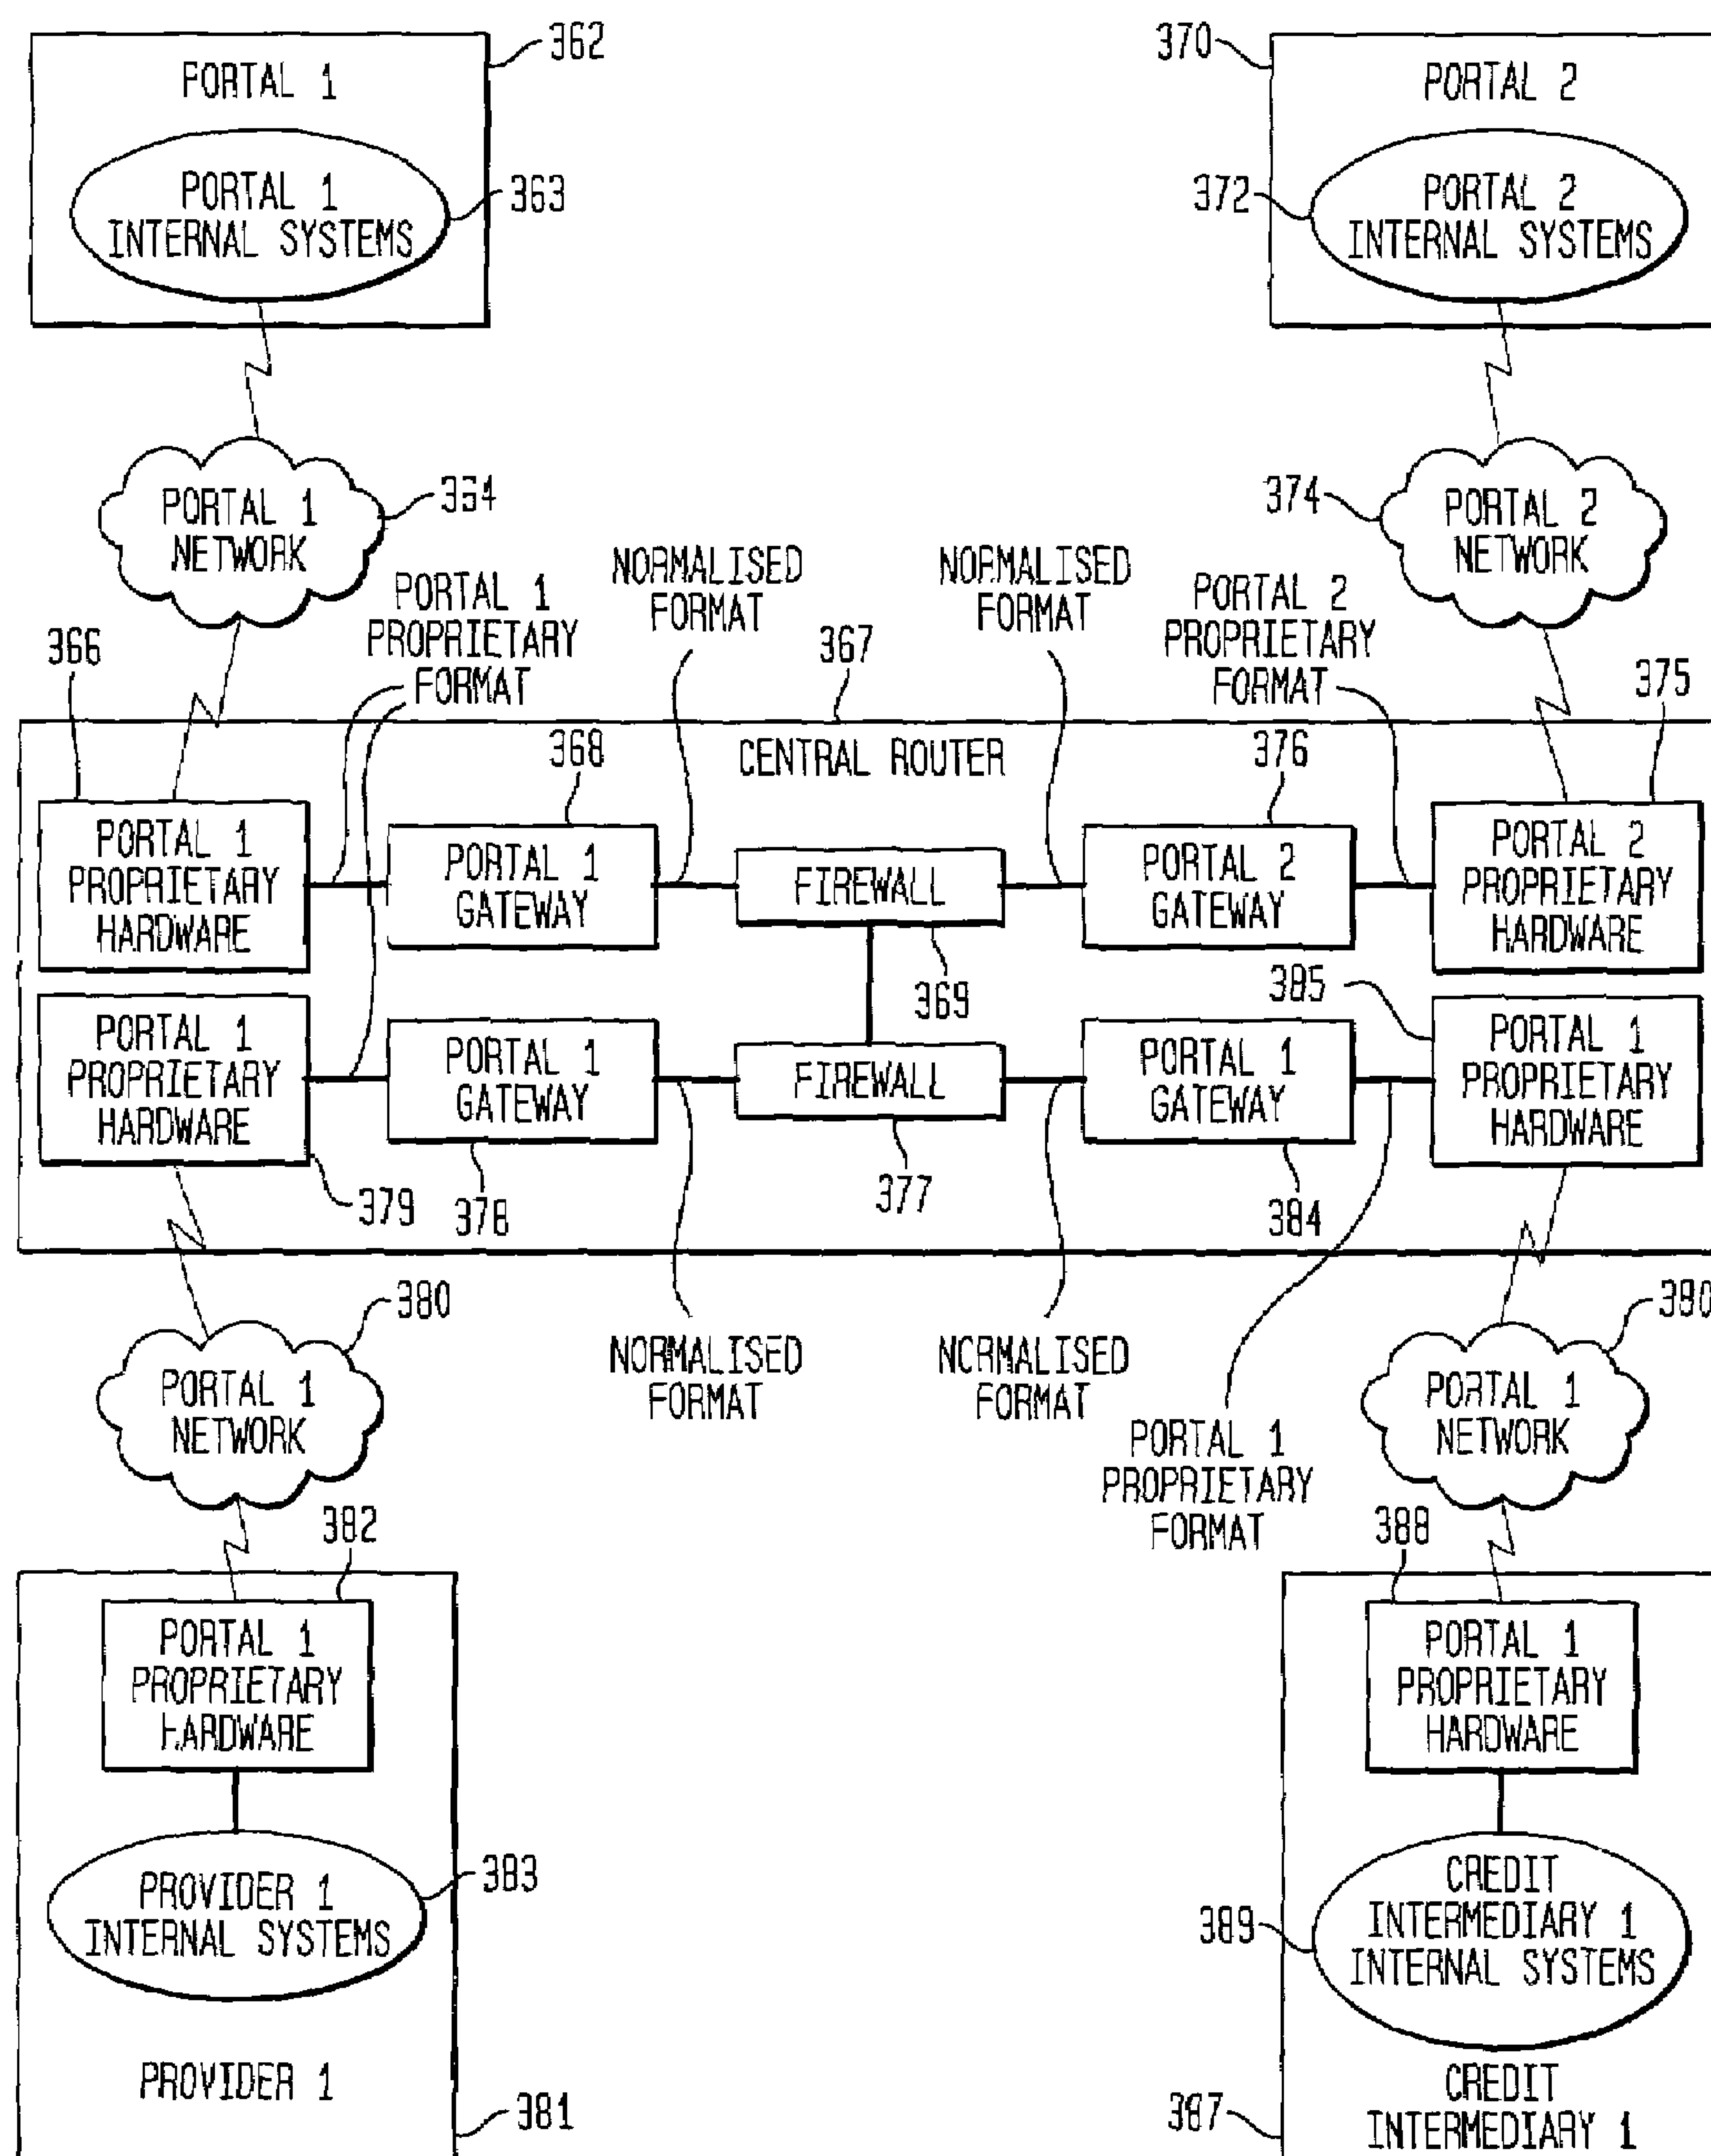 362
PORTAL 1
PORTAL 1
INTERNAL SYSTEMS
363
370
PORTAL 2
372
PORTAL 2
INTERNAL SYSTEMS
PORTAL 1
NETWORK
364
374
PORTAL 2
NETWORK
366
PORTAL 1
PROPRIETARY
FORMAT
NORMALISED
FORMAT
367
NORMALISED
FORMAT
PORTAL 2
PROPRIETARY
FORMAT
375
CENTRAL ROUTER
368
376
PORTAL 1
PROPRIETARY
HARDWARE
PORTAL 1
GATEWAY
FIREWALL
369
PORTAL 2
GATEWAY
PORTAL 2
PROPRIETARY
HARDWARE
385
PORTAL 1
PROPRIETARY
HARDWARE
379
PORTAL 1
GATEWAY
378
FIREWALL
377
PORTAL 1
GATEWAY
384
PORTAL 1
PROPRIETARY
HARDWARE
380
PORTAL 1
NETWORK
NORMALISED
FORMAT
NORMALISED
FORMAT
PORTAL 1
PROPRIETARY
FORMAT
390
PORTAL 1
NETWORK
382
PORTAL 1
PROPRIETARY
HARDWARE
PROVIDER 1
INTERNAL SYSTEMS
383
PROVIDER 1
381
388
PORTAL 1
PROPRIETARY
HARDWARE
389
CREDIT
INTERMEDIARY 1
INTERNAL SYSTEMS
387
CREDIT
INTERMEDIARY 1